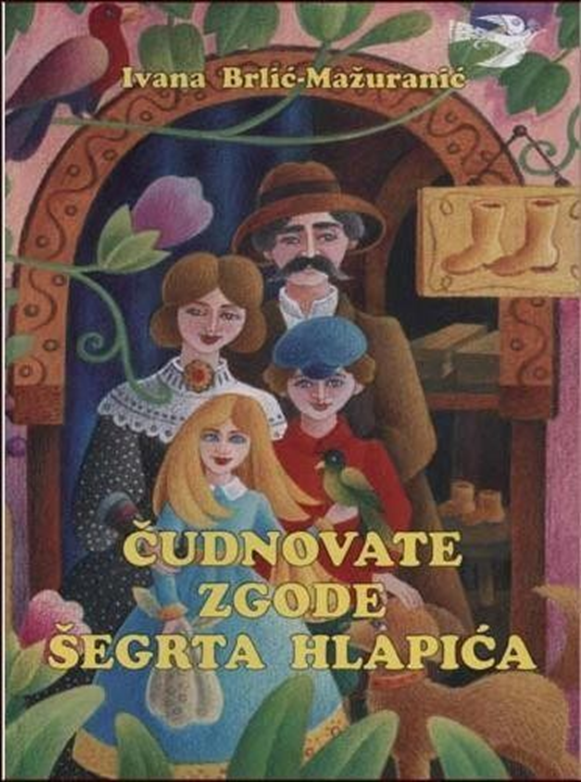 Ivana Brlić-Mažuranić
ČUDNOVATE
ZGODE
ŠEGRTA HLAPIĆA